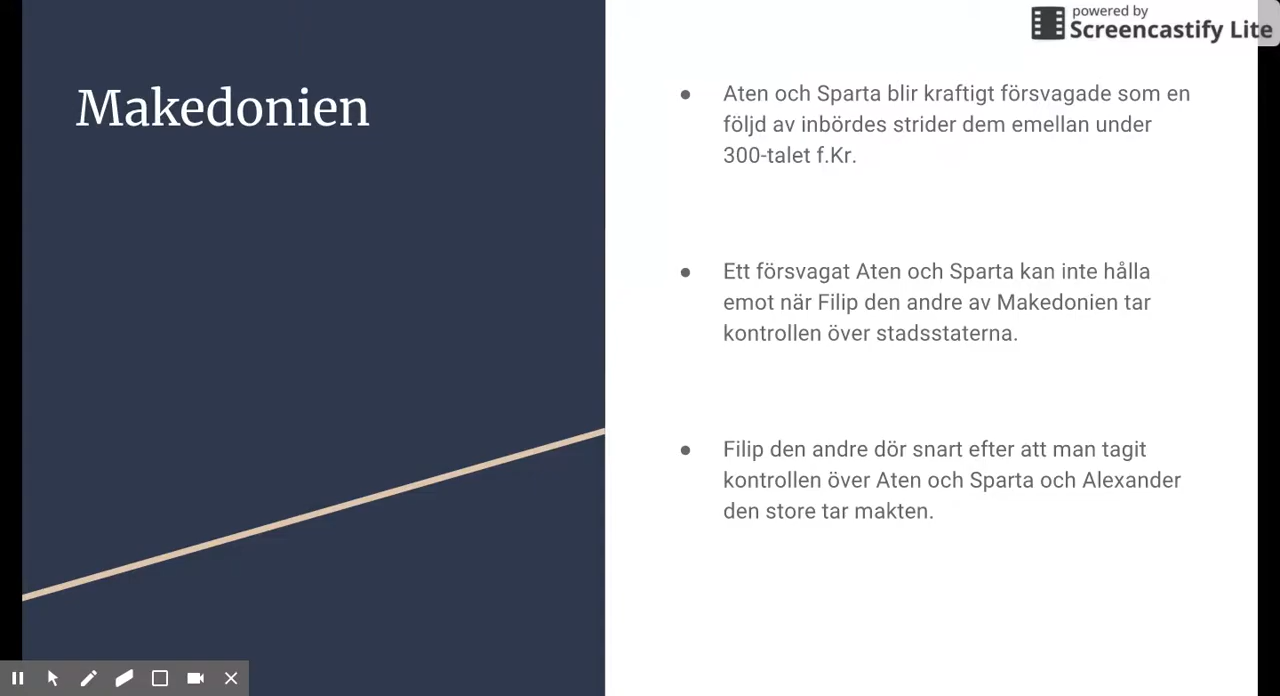 powered by
Screencastify Lite
Makedonien
Aten och Sparta blir kraftigt försvagade som en
följd av inbördes strider dem emellan under
300-talet f.Kr.
Ett försvagat Aten och Sparta kan inte hålla
emot när Filip den andre av Makedonien tar
kontrollen över stadsstaterna.
Filip den andre dör snart efter att man tagit
kontrollen över Aten och Sparta och Alexander
den store tar makten.